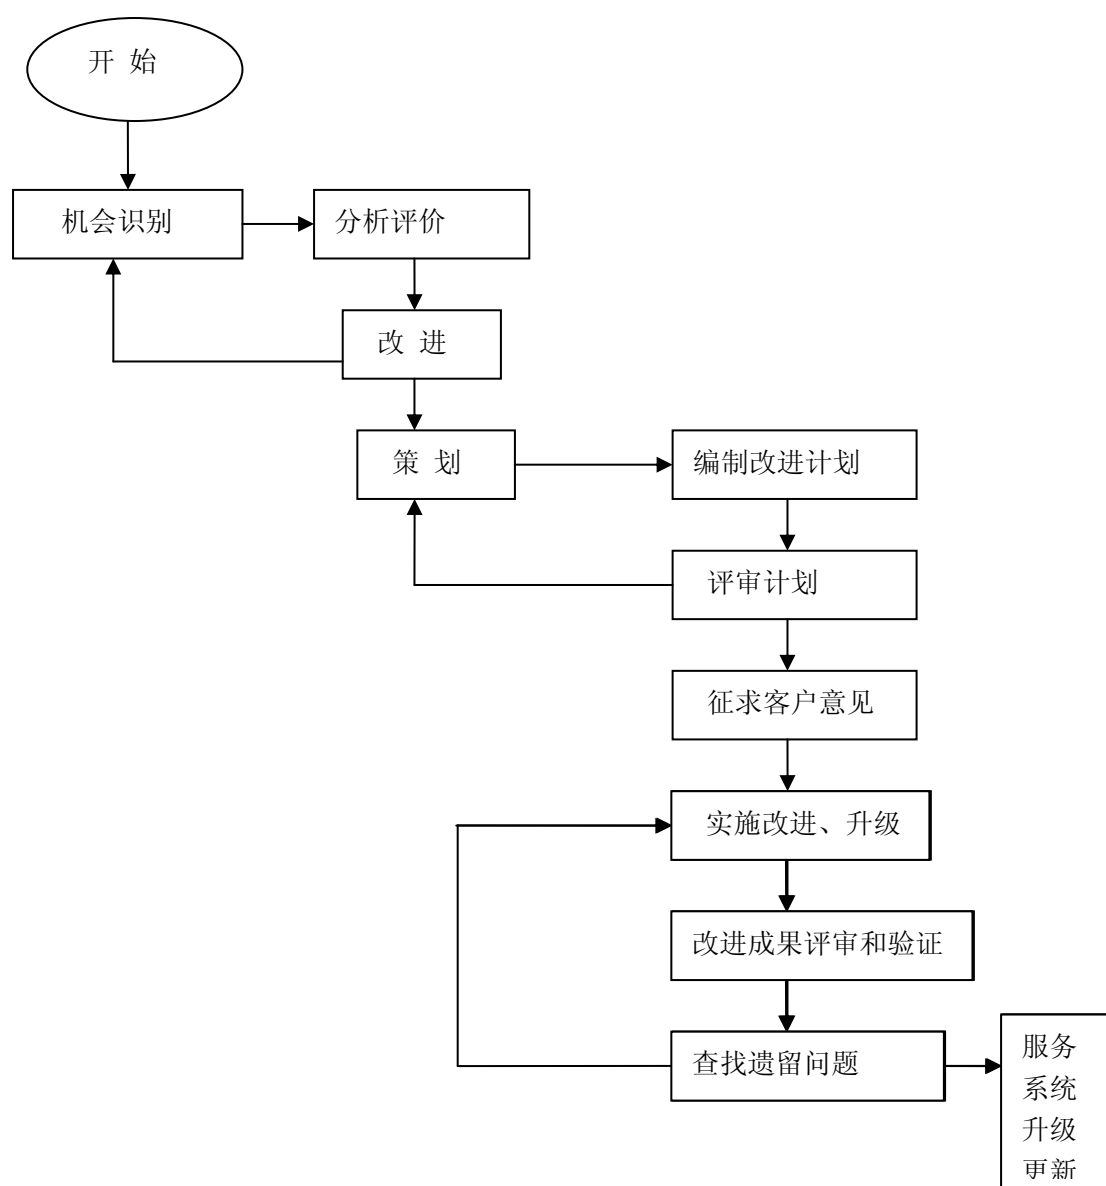 开 始
机会识别
分析评价
改 进
策 划
编制改进计划
评审计划
征求客户意见
实施改进、升级
改进成果评审和验证
查找遗留问题
服务
系统
升级
更新